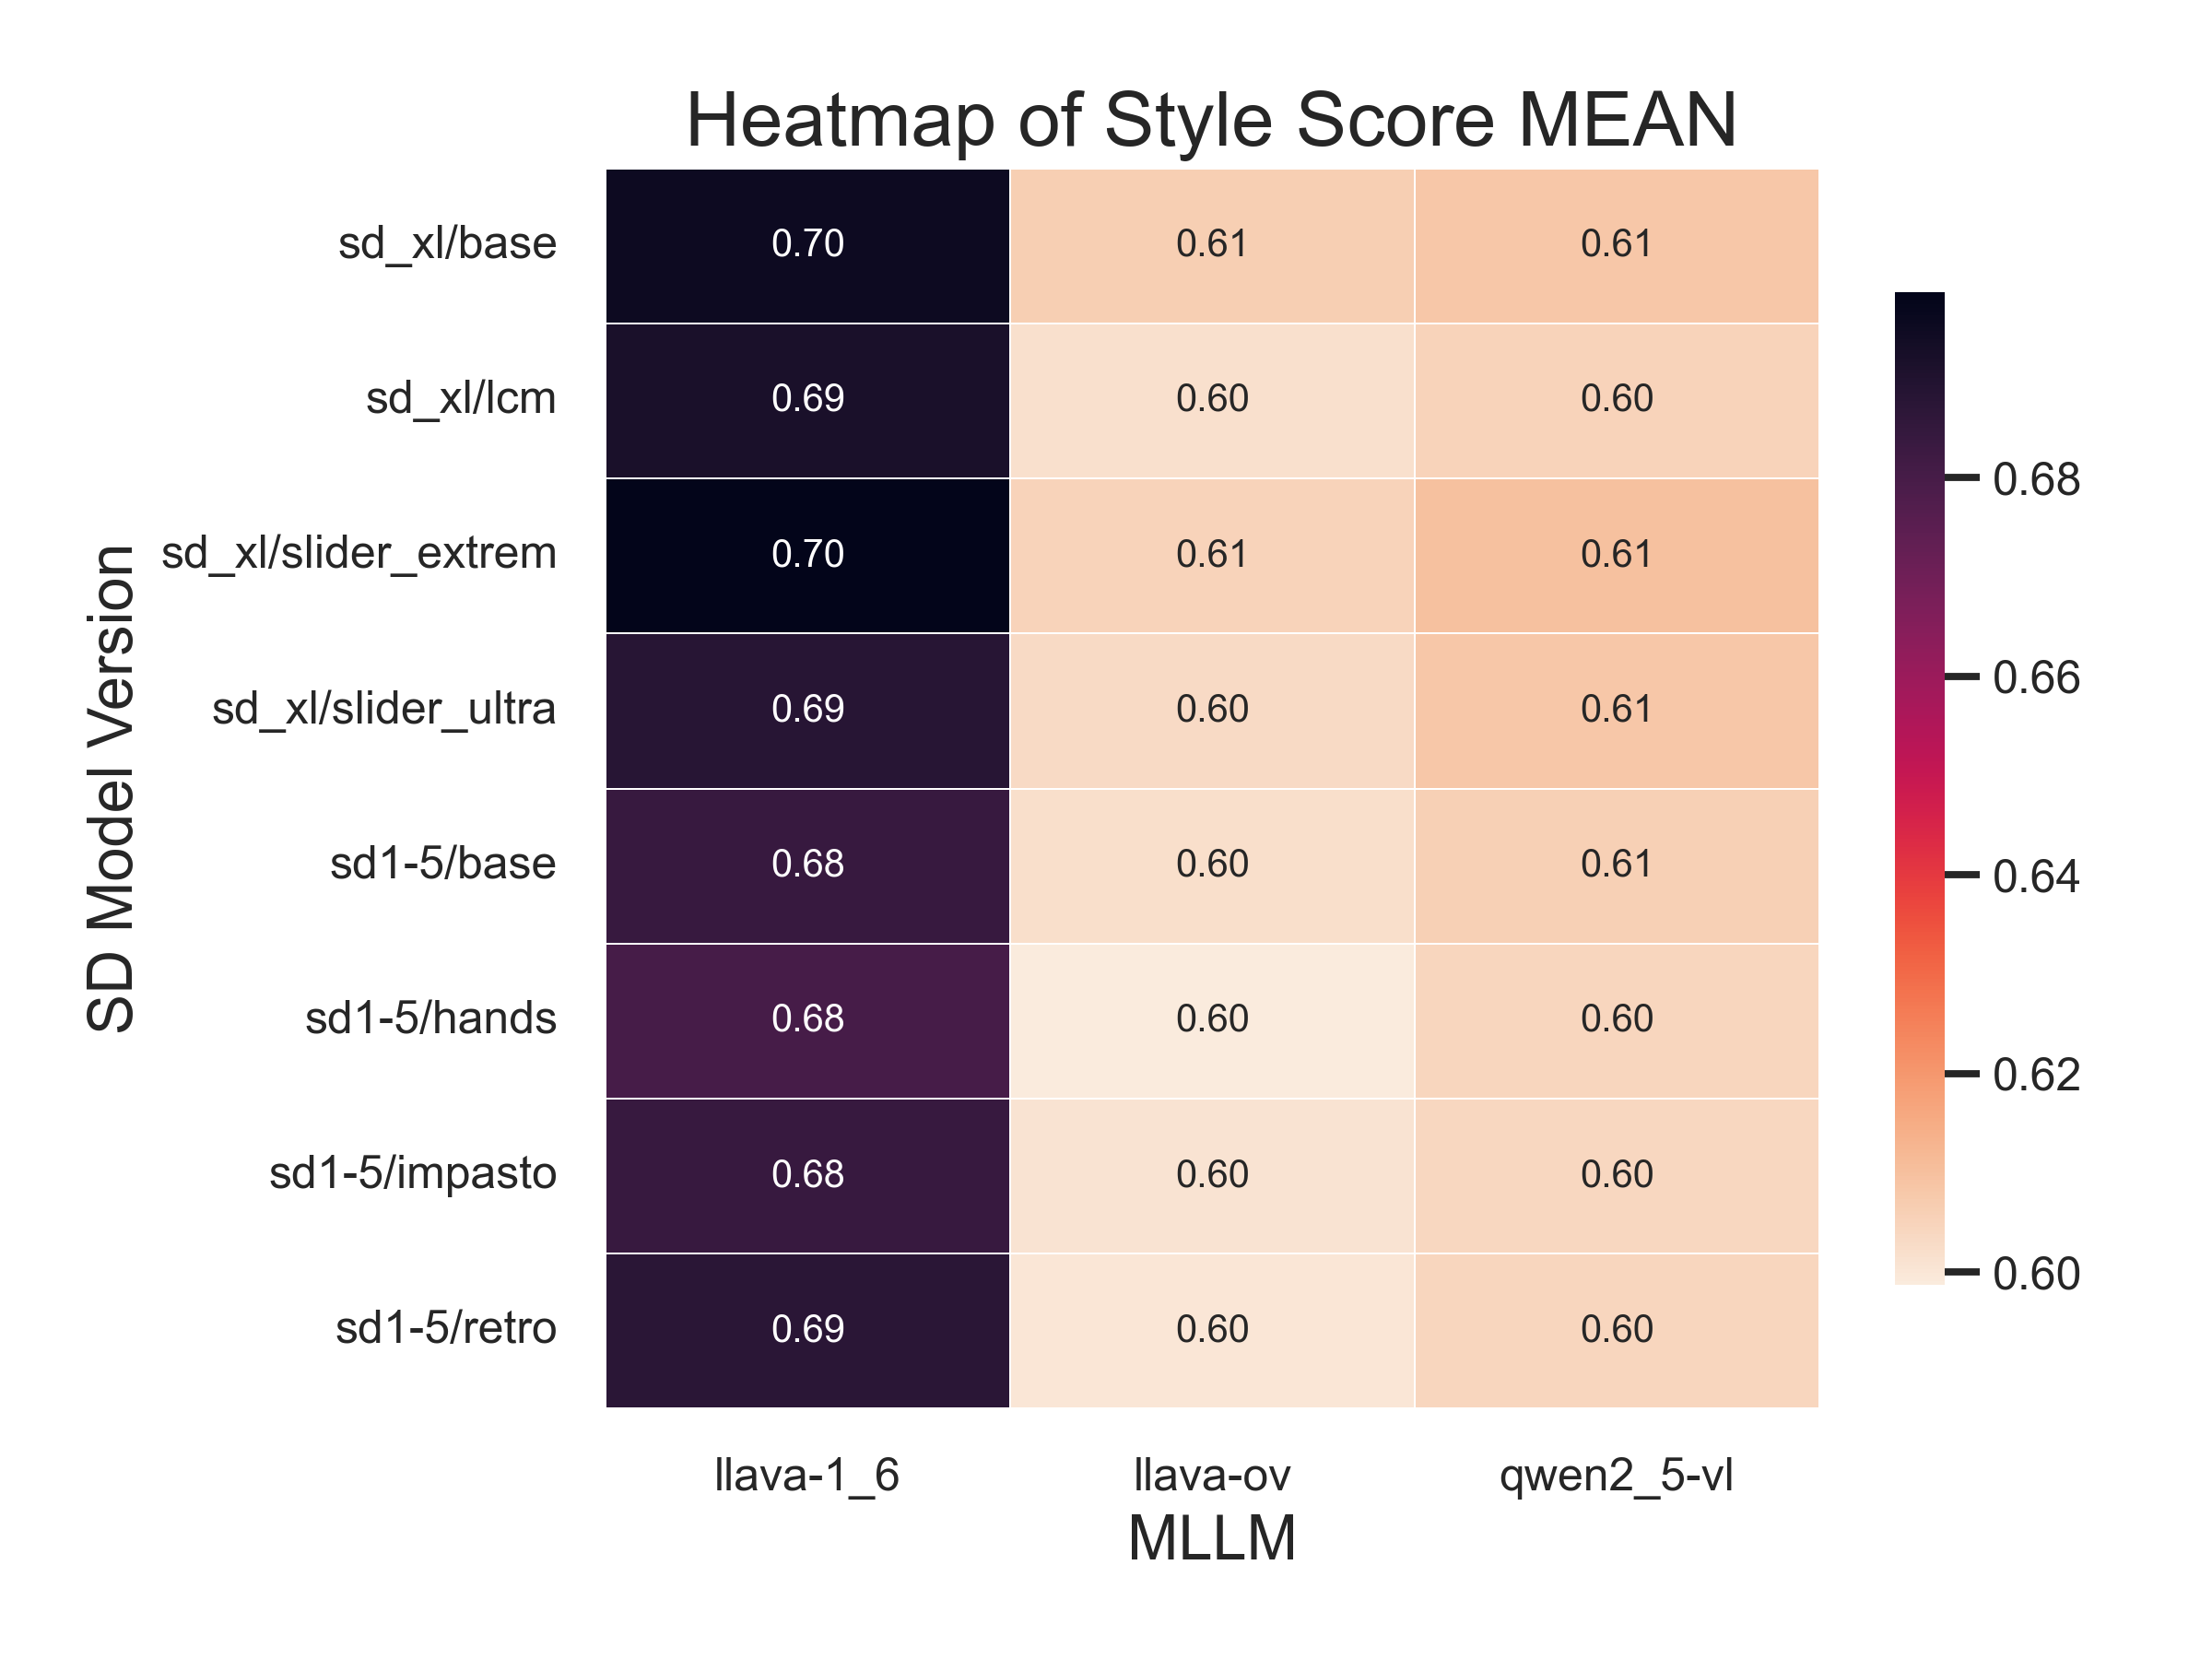 Heatmap of Style Score MEAN
SD Model Version
sd_xl/base 0.70 0.61 0.61
sd_xl/lcm 0.69 0.60 0.60
sd_xl/slider_extrem 0.70 0.61 0.61
sd_xl/slider_ultra 0.69 0.60 0.61
sd1-5/base 0.68 0.60 0.61
sd1-5/hands 0.68 0.60 0.60
sd1-5/impasto 0.68 0.60 0.60
sd1-5/retro 0.69 0.60 0.60
llava-1_6 llava-ov qwen2_5-vl
MLLM
0.68
0.66
0.64
0.62
0.60